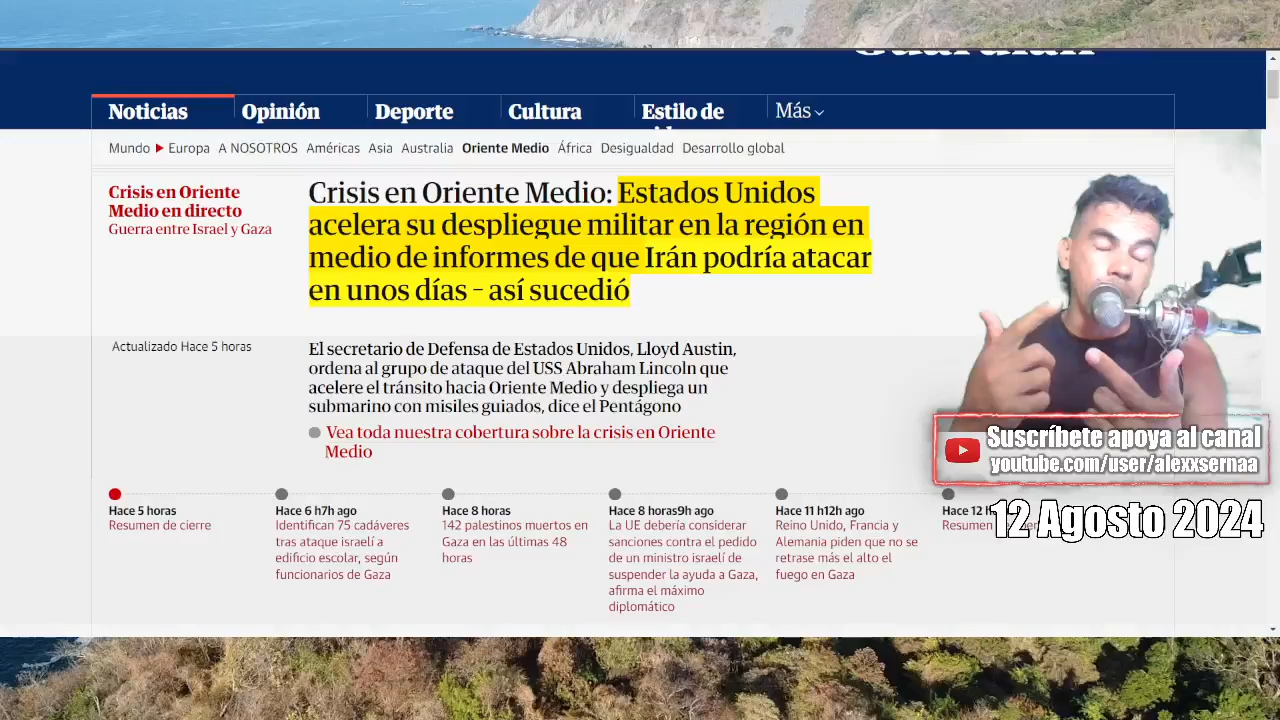 Guardian
Noticias
Opinión
Deporte
Cultura
Estilo de
Más
Mundo
Europa
A NOSOTROS
Américas
Asia
Australia
Oriente Medio
África
Desigualdad
Desarrollo global
Crisis en Oriente
Medio en directo
Guerra entre Israel y Gaza
Crisis en Oriente Medio: Estados Unidos
acelera su despliegue militar en la región en
medio de informes de que Irán podría atacar
en unos días – así sucedió
Actualizado Hace 5 horas
El secretario de Defensa de Estados Unidos, Lloyd Austin,
ordena al grupo de ataque del USS Abraham Lincoln que
acelere el tránsito hacia Oriente Medio y despliega un
submarino con misiles guiados, dice el Pentágono
Vea toda nuestra cobertura sobre la crisis en Oriente
Medio
Suscríbete apoya al canal
youtube.com/user/alexxsernaa
12 Agosto 2024
Hace 5 horas
Resumen de cierre
Hace 6 h7h ago
Identifican 75 cadáveres
tras ataque israelí a
edificio escolar, según
funcionarios de Gaza
Hace 8 horas
142 palestinos muertos en
Gaza en las últimas 48
horas
Hace 8 horas9h ago
La UE debería considerar
sanciones contra el pedido
de un ministro israelí de
suspender la ayuda a Gaza,
afirma el máximo
diplomático
Hace 11 h12h ago
Reino Unido, Francia y
Alemania piden que no se
retrase más el alto el
fuego en Gaza
Hace 12 h
Resumen